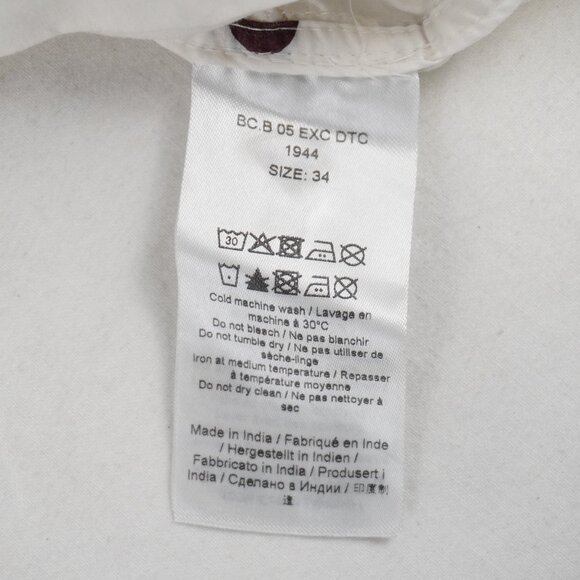 BC.B 05 EXC DTC
1944
SIZE: 34
30
Cold machine wash / Lavage en
machine à 30°C
Do not bleach / Ne pas blanchir
Do not tumble dry / Ne pas utiliser de
sèche-linge
Iron at medium temperature / Repasser
à température moyenne
Do not dry clean / Ne pas nettoyer à
sec
Made in India / Fabriqué en Inde
/ Hergestellt in Indien /
Fabbricato in India / Produsert i
India / Сделано в Индии / 印度制
造